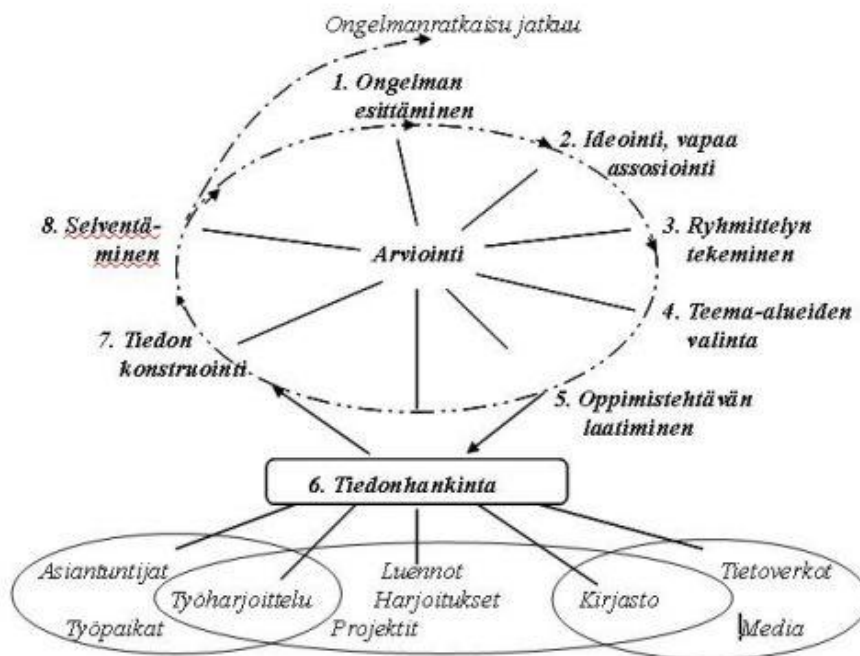 Ongelmanratkaisu jatkuu
1. Ongelman
esittäminen
2. Ideointi, vapaa
assosiointi
8. Selventä-
minen
Arviointi
3. Ryhmittelyn
tekeminen
4. Teema-alueiden
valinta
7. Tiedon
konstruointi
5. Oppimistehtävän
laatiminen
6. Tiedonhankinta
Asiantuntijat
Luennot
Tietoverkot
Työharjoittelu
Harjoitukset
Kirjasto
Työpaikat
Projektit
Media